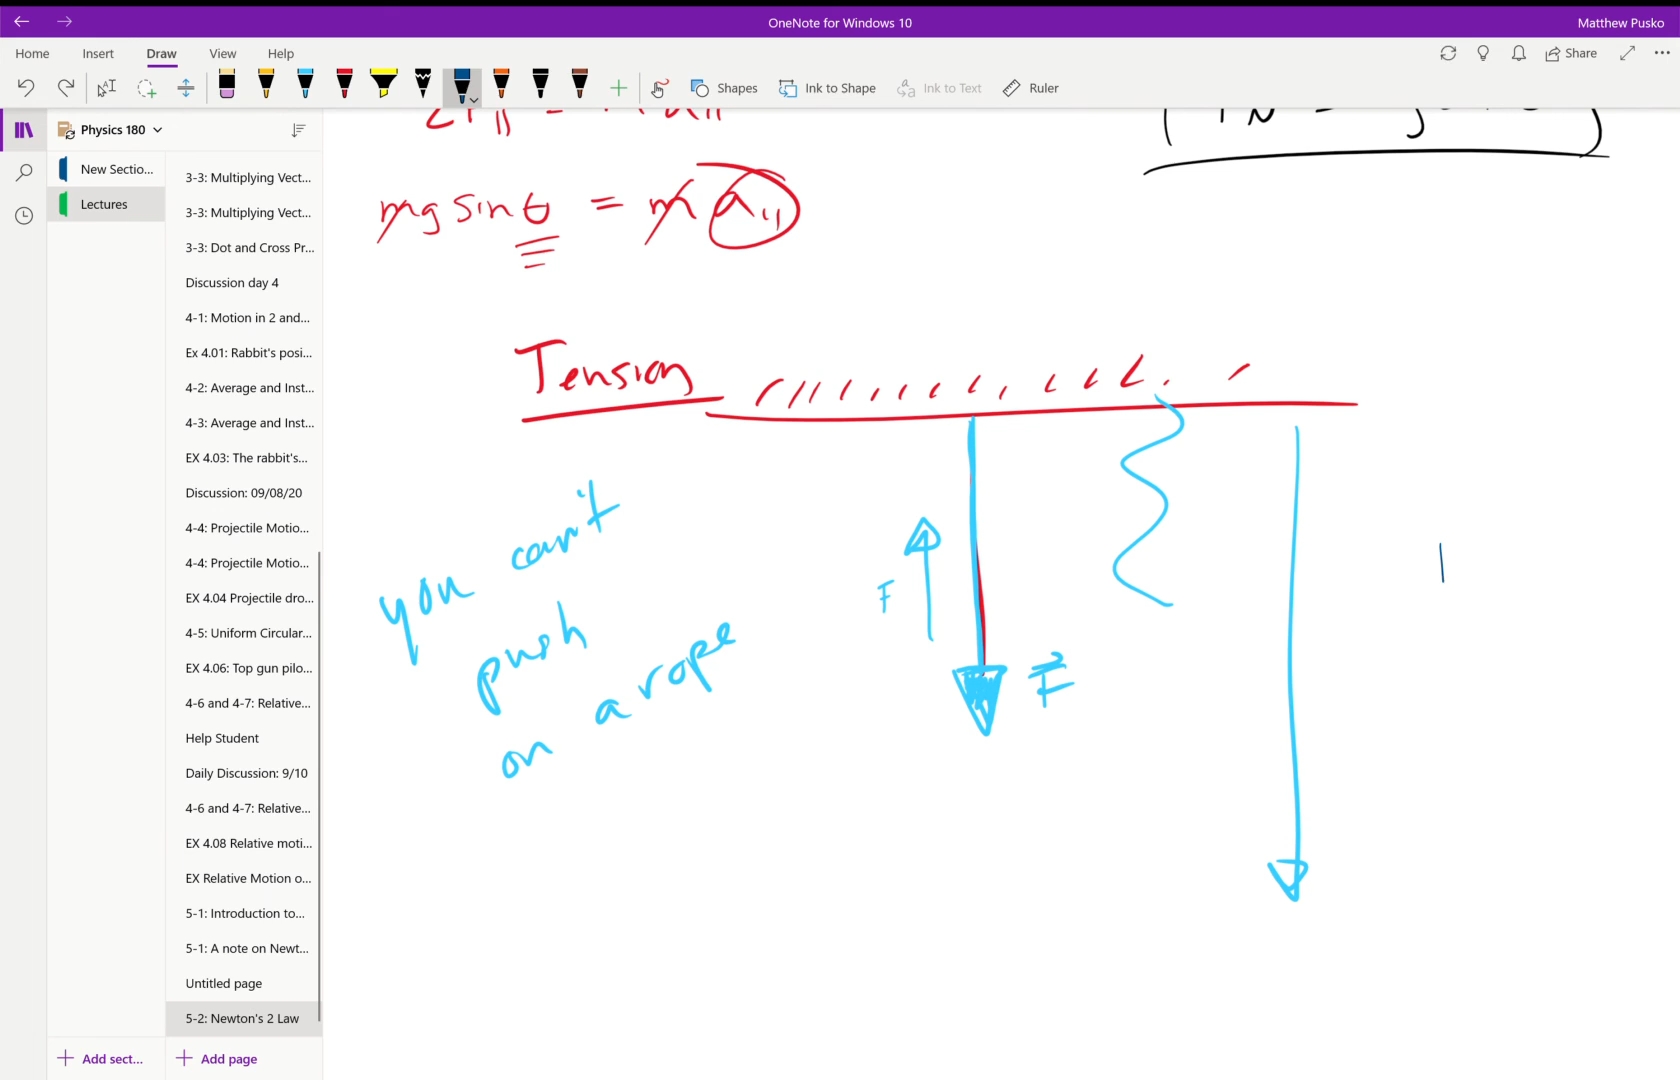 OneNote for Windows 10
Matthew Pusko
Home Insert Draw View Help
Share
Shapes Ink to Shape Ink to Text Ruler
Physics 180
New Sectio...
Lectures
3-3: Multiplying Vect...
3-3: Multiplying Vect...
3-3: Dot and Cross Pr...
Discussion day 4
4-1: Motion in 2 and...
Ex 4.01: Rabbit's posi...
4-2: Average and Inst...
4-3: Average and Inst...
EX 4.03: The rabbit's...
Discussion: 09/08/20
4-4: Projectile Motio...
4-4: Projectile Motio...
EX 4.04 Projectile dro...
4-5: Uniform Circular...
EX 4.06: Top gun pilo...
4-6 and 4-7: Relative...
Help Student
Daily Discussion: 9/10
4-6 and 4-7: Relative...
EX 4.08 Relative moti...
EX Relative Motion o...
5-1: Introduction to...
5-1: A note on Newt...
Untitled page
5-2: Newton's 2 Law
Add sect...
Add page
mg sin θ = m a||
Tension
you can't
push
on a rope
F
F⃗